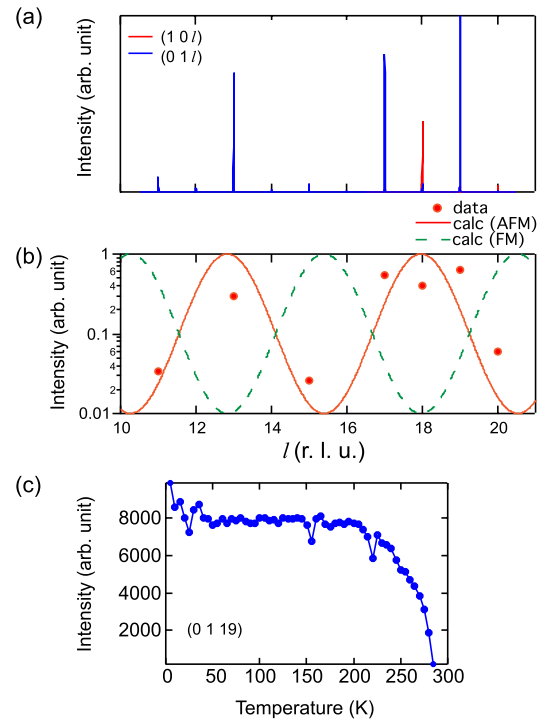 (a)
Intensity (arb. unit)
(1 0 l)
(0 1 l)
data
calc (AFM)
calc (FM)
(b)
Intensity (arb. unit)
1
6
4
2
0.1
6
4
2
0.01
10 12 14 16 18 20
l (r. l. u.)
(c)
Intensity (arb. unit)
8000
6000
4000
2000
(0 1 19)
0 50 100 150 200 250 300
Temperature (K)